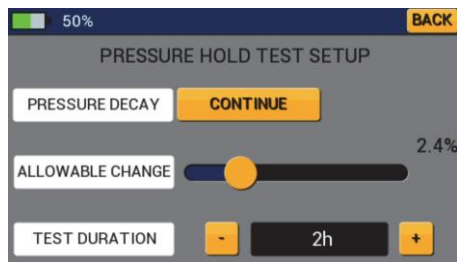 50% BACK
PRESSURE HOLD TEST SETUP
PRESSURE DECAY CONTINUE
2.4%
ALLOWABLE CHANGE
TEST DURATION - 2h +